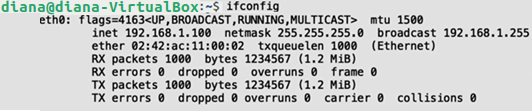 diana@diana-VirtualBox:~$ ifconfig
eth0: flags=4163<UP,BROADCAST,RUNNING,MULTICAST> mtu 1500
inet 192.168.1.100 netmask 255.255.255.0 broadcast 192.168.1.255
ether 02:42:ac:11:00:02 txqueuelen 1000 (Ethernet)
RX packets 1000 bytes 1234567 (1.2 MiB)
RX errors 0 dropped 0 overruns 0 frame 0
TX packets 1000 bytes 1234567 (1.2 MiB)
TX errors 0 dropped 0 overruns 0 carrier 0 collisions 0